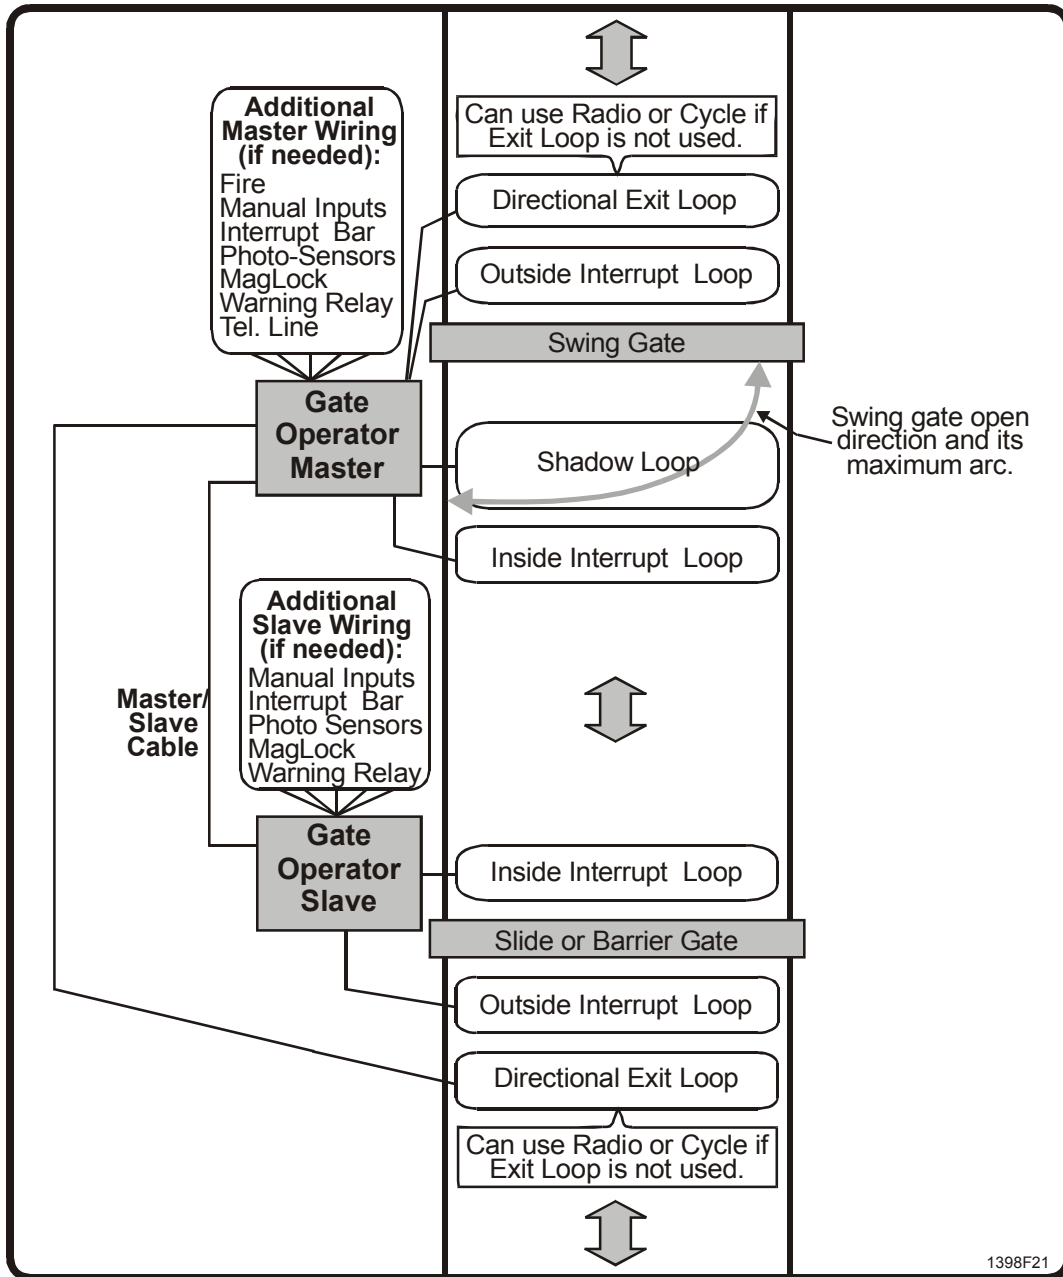 Can use Radio or Cycle if
Exit Loop is not used.
Additional
Master Wiring
(if needed):
Fire
Manual Inputs
Interrupt Bar
Photo-Sensors
MagLock
Warning Relay
Tel. Line
Directional Exit Loop
Outside Interrupt Loop
Swing Gate
Gate
Operator
Master
Swing gate open
direction and its
maximum arc.
Shadow Loop
Inside Interrupt Loop
Additional
Slave Wiring
(if needed):
Manual Inputs
Interrupt Bar
Photo Sensors
MagLock
Warning Relay
Master/
Slave
Cable
Gate
Operator
Slave
Inside Interrupt Loop
Slide or Barrier Gate
Outside Interrupt Loop
Directional Exit Loop
Can use Radio or Cycle if
Exit Loop is not used.
1398F21